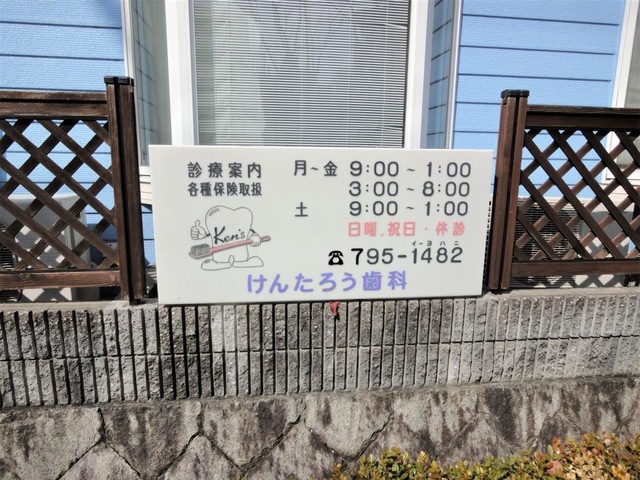 診療案内 月~金 9:00~1:00
各種保険取扱 3:00~8:00
土 9:00~1:00
日曜.祝日・休診
Ken's
イーヨハニ
☎795-1482
けんたろう歯科